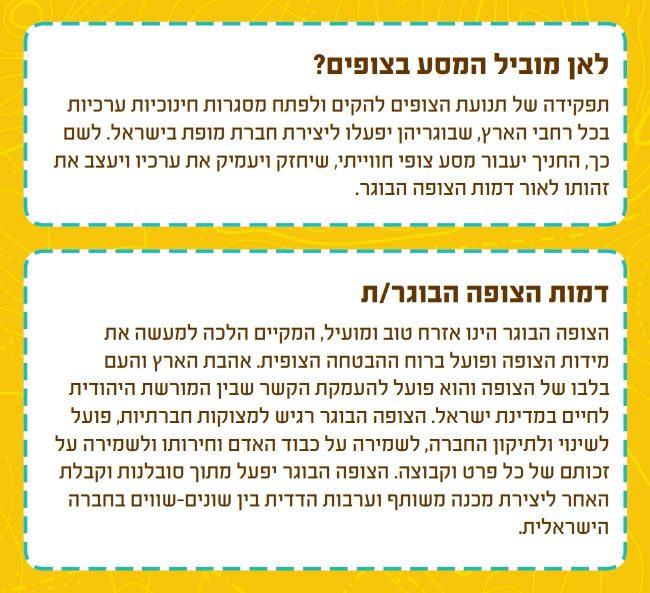 לאן מוביל המסע בצופים?
תפקידה של תנועת הצופים להקים ולפתח מסגרות חינוכיות ערכיות
בכל רחבי הארץ, שבוגריהן יפעלו ליצירת חברת מופת בישראל. לשם
כך, החניך יעבור מסע צופי חווייתי, שיחזק ויעמיק את ערכיו ויעצב את
זהותו לאור דמות הצופה הבוגר.
דמות הצופה הבוגר/ת
הצופה הבוגר הינו אזרח טוב ומועיל, המקיים הלכה למעשה את
מידות הצופה ופועל ברוח ההבטחה הצופית. אהבת הארץ והעם
בלבו של הצופה והוא פועל להעמקת הקשר שבין המורשת היהודית
לחיים במדינת ישראל. הצופה הבוגר רגיש למצוקות חברתיות, פועל
לשינוי ולתיקון החברה, לשמירה על כבוד האדם וחירותו ולשמירה על
זכותם של כל פרט וקבוצה. הצופה הבוגר יפעל מתוך סובלנות וקבלת
האחר ליצירת מכנה משותף וערבות הדדית בין שונים-שווים בחברה
הישראלית.